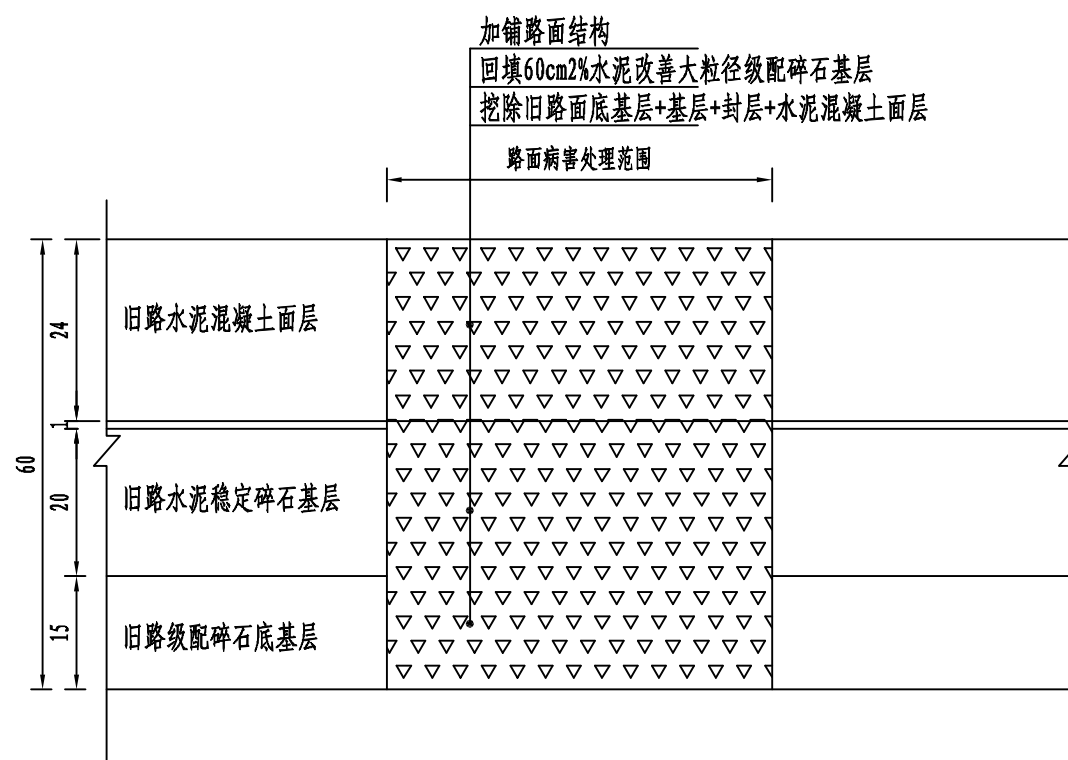 加铺路面结构
回填60cm2%水泥改善大粒径级配碎石基层
挖除旧路面底基层+基层+封层+水泥混凝土面层
路面病害处理范围
24
旧路水泥混凝土面层
1
60
20
旧路水泥稳定碎石基层
15
旧路级配碎石底基层